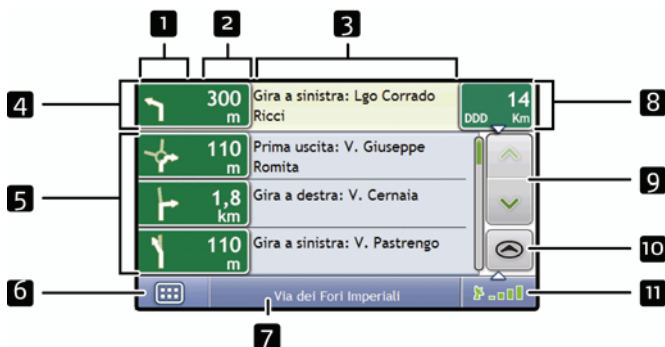 1 2 3
4 300 m Gira a sinistra: Lgo Corrado Ricci 14 DDD Km 8
110 m Prima uscita: V. Giuseppe Romita
5 1,8 km Gira a destra: V. Cernaia 9
110 m Gira a sinistra: V. Pastrengo 10
6 Via dei Fori Imperiali 11
7